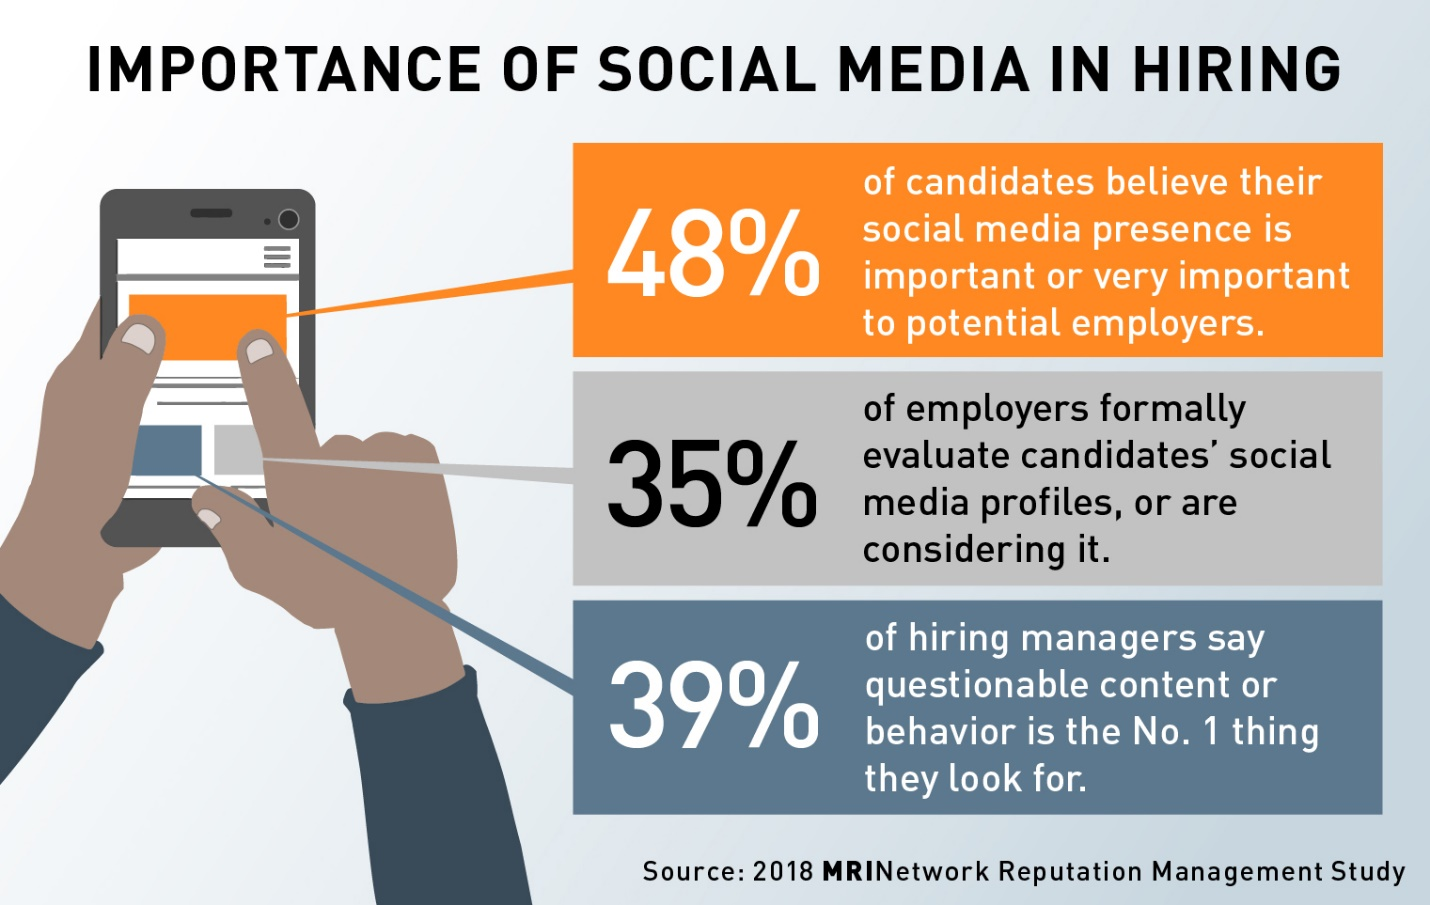 IMPORTANCE OF SOCIAL MEDIA IN HIRING
48%
of candidates believe their
social media presence is
important or very important
to potential employers.
35%
of employers formally
evaluate candidates’ social
media profiles, or are
considering it.
39%
of hiring managers say
questionable content or
behavior is the No. 1 thing
they look for.
Source: 2018 MRINetwork Reputation Management Study